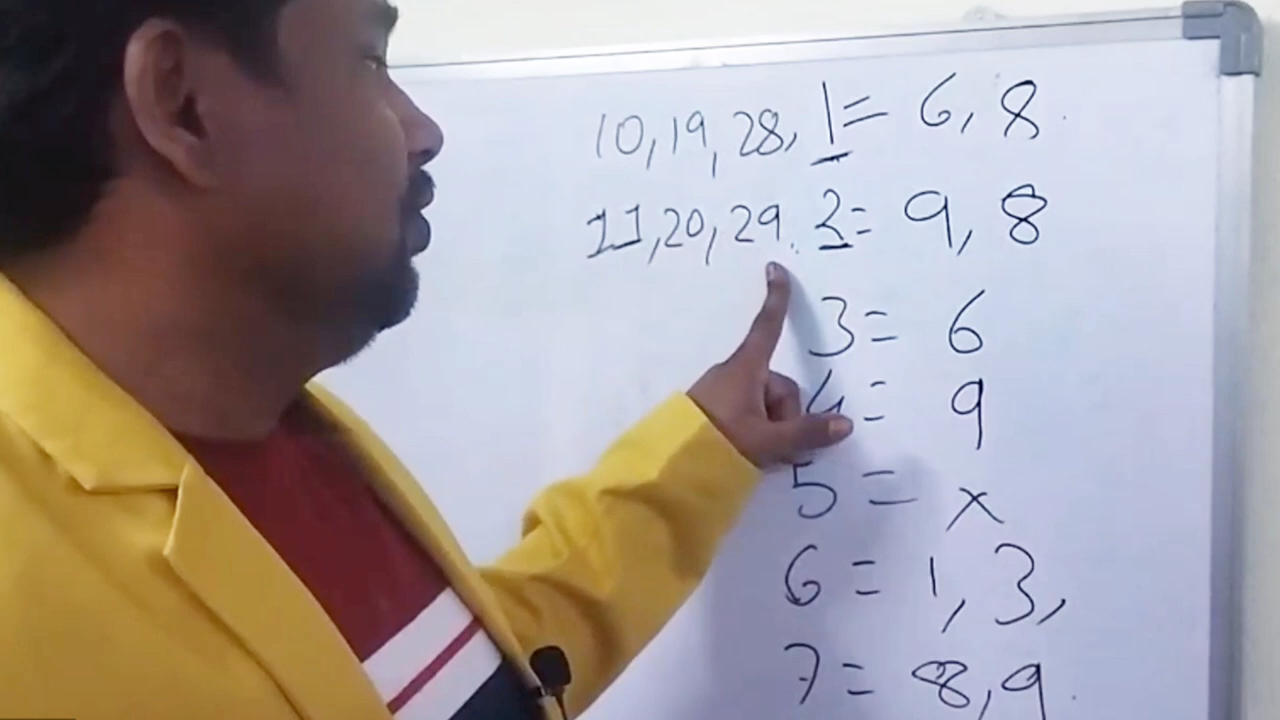 10, 19, 28, 1 = 6, 8.
11, 20, 29. 2 = 9, 8
3 = 6
4 = 9
5 = x
6 = 1, 3,
7 = 8, 9.